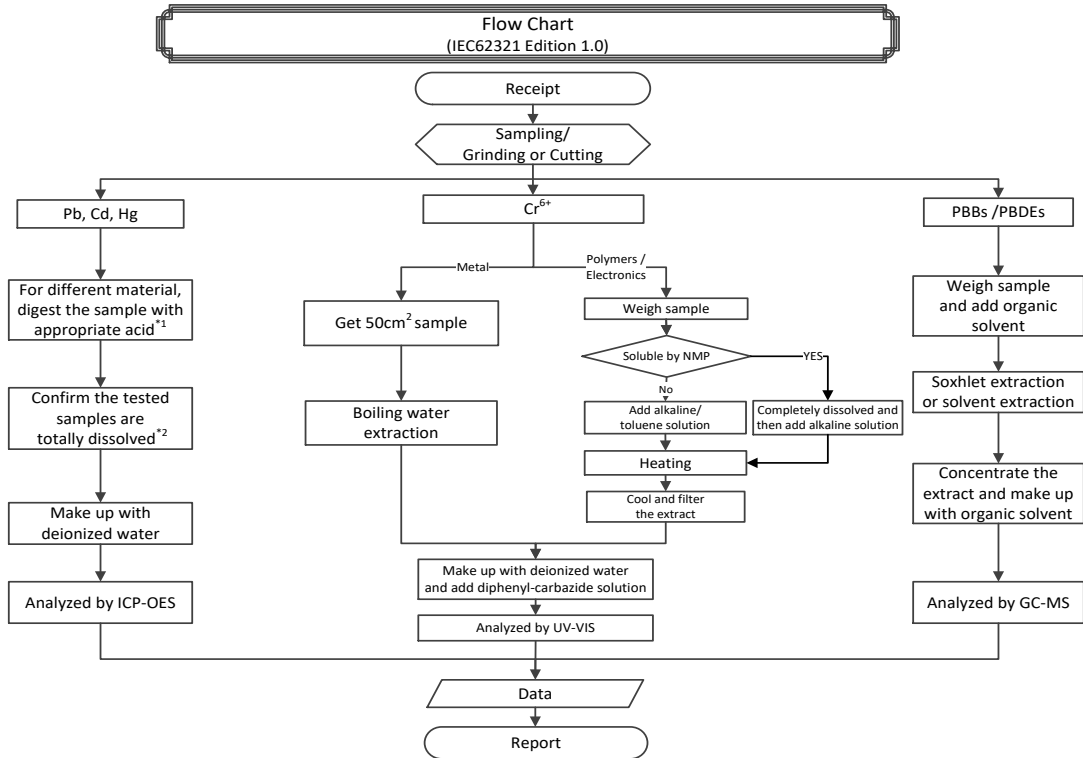 Flow Chart
(IEC62321 Edition 1.0)
Receipt
Sampling/
Grinding or Cutting
Pb, Cd, Hg
For different material,
digest the sample with
appropriate acid*1
Confirm the tested
samples are
totally dissolved*2
Make up with
deionized water
Analyzed by ICP-OES
Cr6+
Metal
Get 50cm2 sample
Boiling water
extraction
Polymers /
Electronics
Weigh sample
Soluble by NMP
YES
No
Add alkaline/
toluene solution
Completely dissolved and
then add alkaline solution
Heating
Cool and filter
the extract
Make up with deionized water
and add diphenyl-carbazide solution
Analyzed by UV-VIS
PBBs /PBDEs
Weigh sample
and add organic
solvent
Soxhlet extraction
or solvent extraction
Concentrate the
extract and make up
with organic solvent
Analyzed by GC-MS
Data
Report